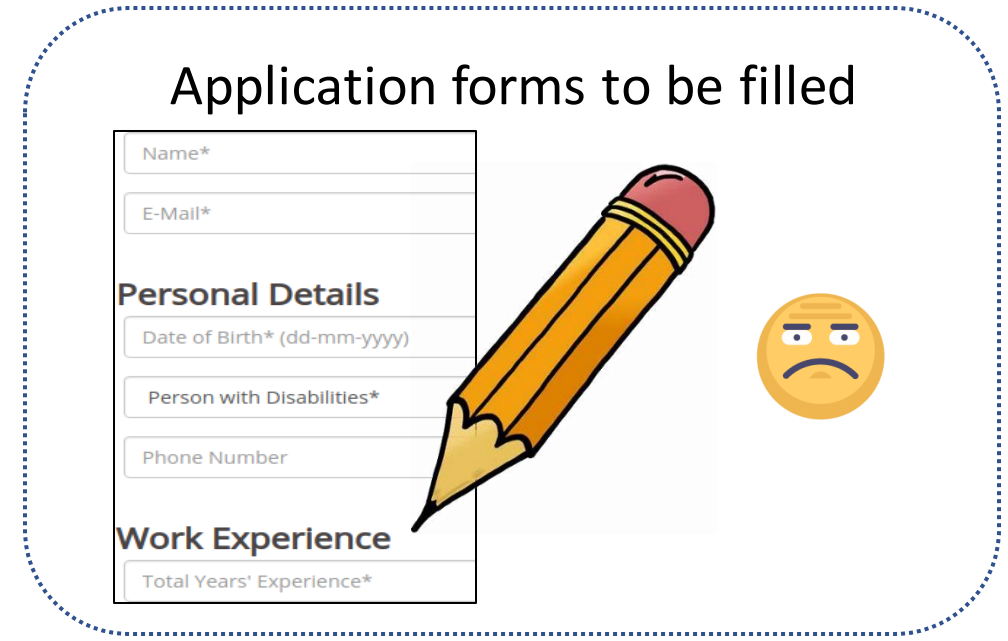 Application forms to be filled
Name*
E-Mail*
Personal Details
Date of Birth* (dd-mm-yyyy)
Person with Disabilities*
Phone Number
Work Experience
Total Years' Experience*